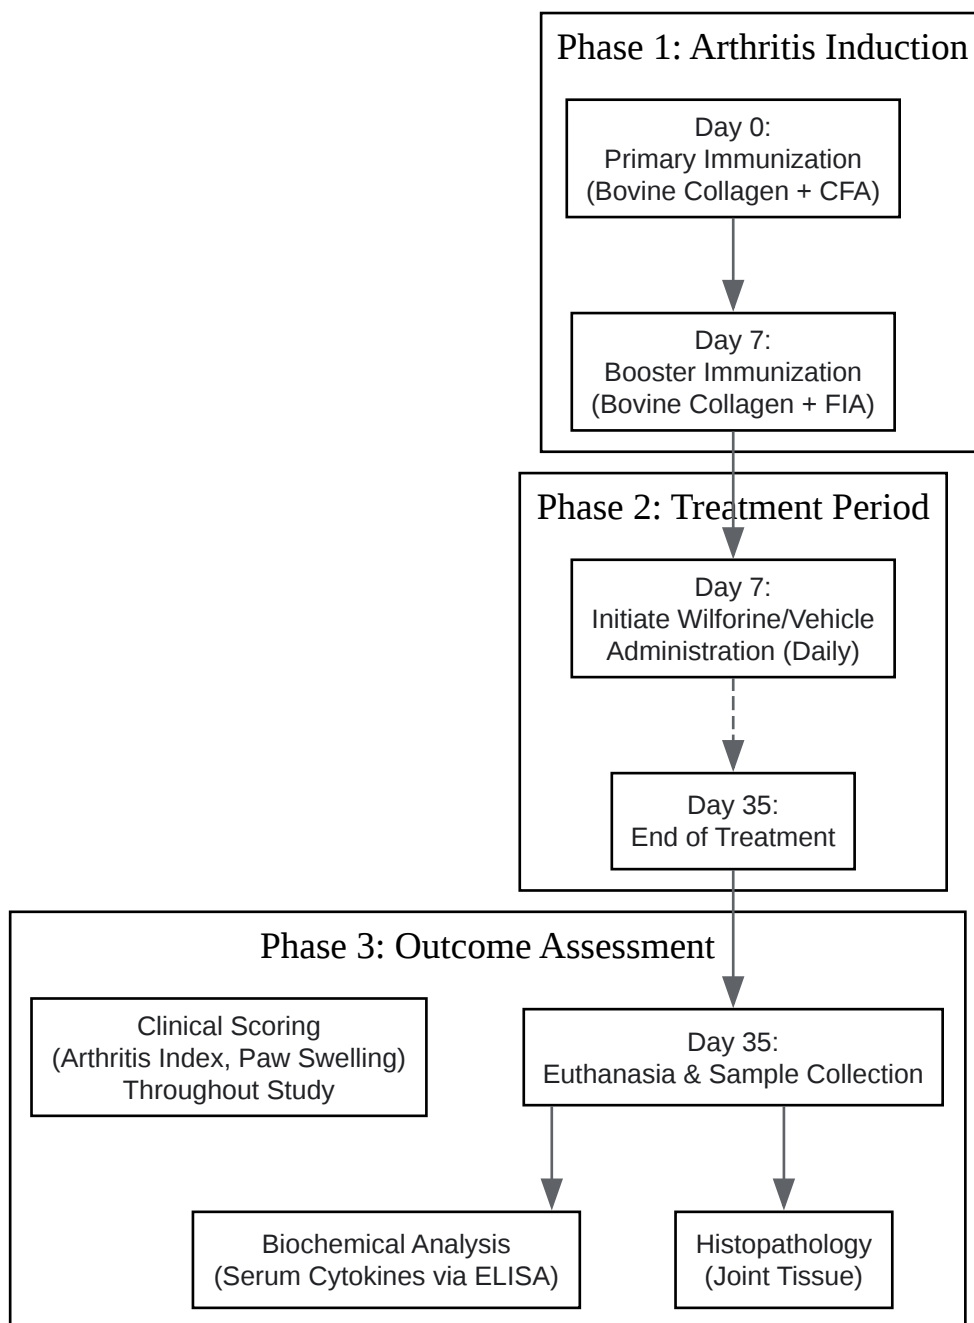 Phase 1: Arthritis Induction
Day 0:
Primary Immunization
(Bovine Collagen + CFA)
Day 7:
Booster Immunization
(Bovine Collagen + FIA)
Phase 2: Treatment Period
Day 7:
Initiate Wilforine/Vehicle
Administration (Daily)
Day 35:
End of Treatment
Phase 3: Outcome Assessment
Clinical Scoring
(Arthritis Index, Paw Swelling)
Throughout Study
Day 35:
Euthanasia & Sample Collection
Biochemical Analysis
(Serum Cytokines via ELISA)
Histopathology
(Joint Tissue)